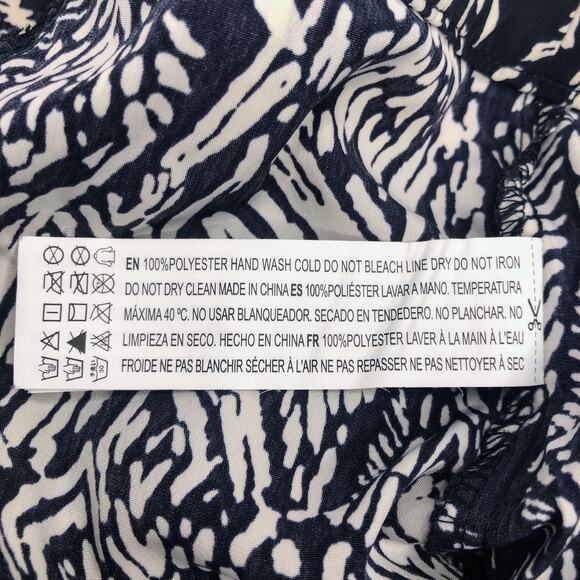 EN 100%POLYESTER HAND WASH COLD DO NOT BLEACH LINE DRY DO NOT IRON
DO NOT DRY CLEAN MADE IN CHINA ES 100% POLIÉSTER LAVAR A MANO. TEMPERATURA
MÁXIMA 40 ºC. NO USAR BLANQUEADOR. SECADO EN TENDEDERO. NO PLANCHAR. NO
LIMPIEZA EN SECO. HECHO EN CHINA FR 100%POLYESTER LAVER À LA MAIN À L'EAU
FROIDE NE PAS BLANCHIR SÉCHER À L'AIR NE PAS REPASSER NE PAS NETTOYER À SEC